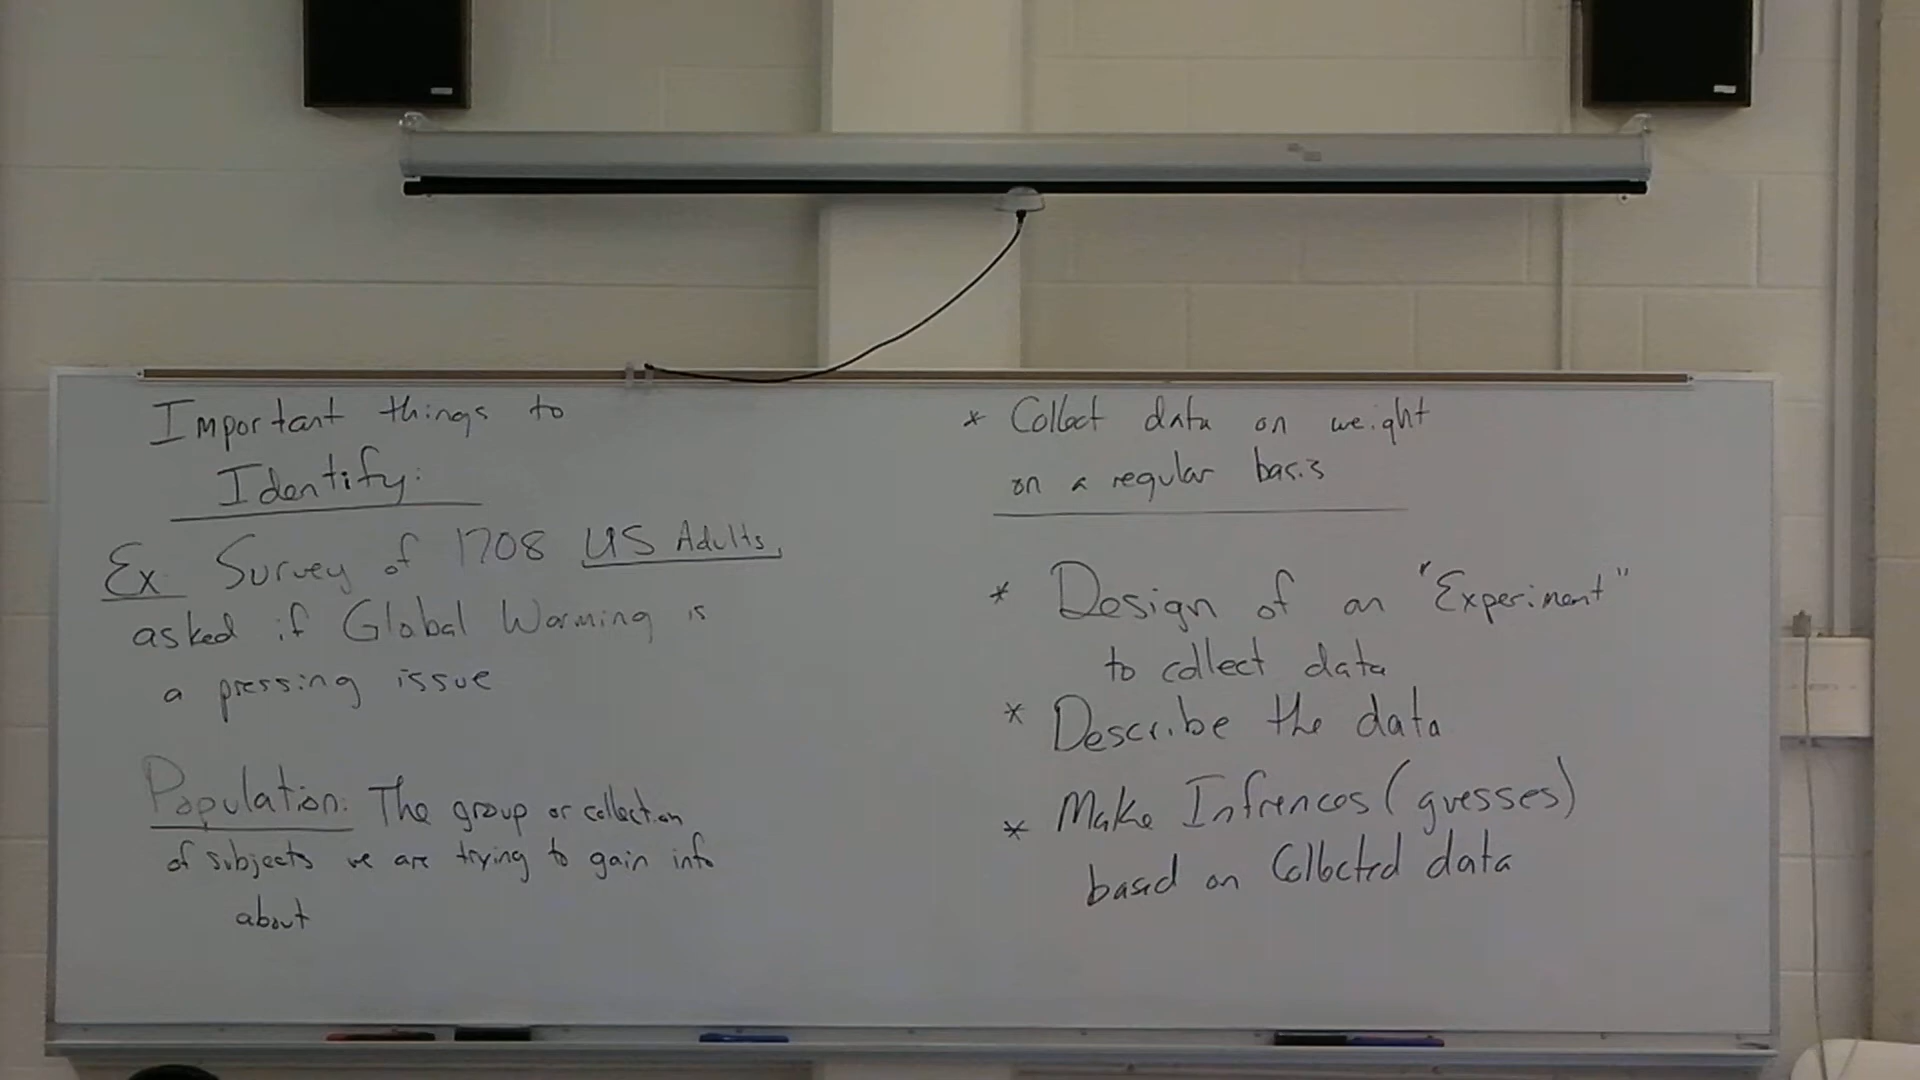 Important things to
Identify:
Ex Survey of 1708 US Adults,
asked if Global Warming is
a pressing issue
Population: The group or collection
of subjects we are trying to gain info
about
* Collect data on weight
on a regular basis
* Design of an "Experiment"
to collect data
* Describe the data
* Make Infrences (guesses)
based on Collected data